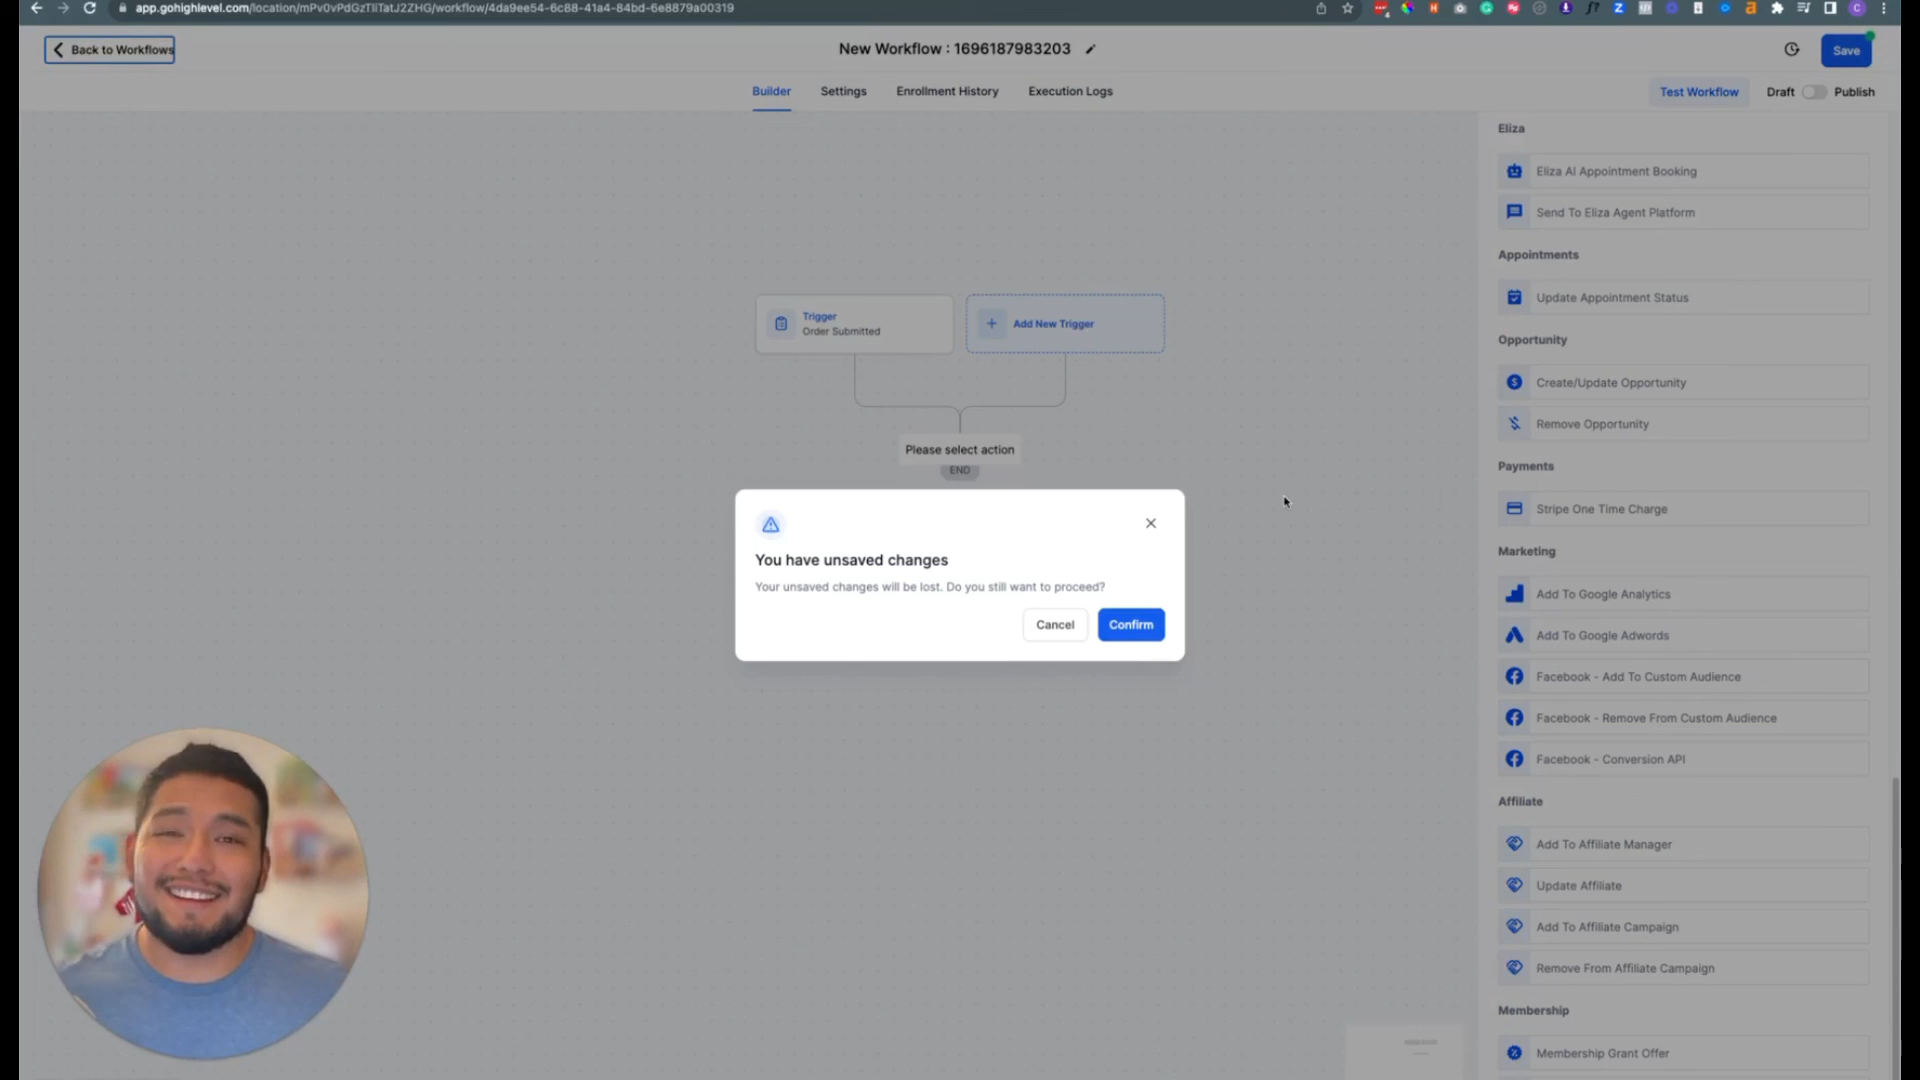 app.gohighlevel.com/location/mPv0vPdGzTliTatJ2ZHG/workflow/4da9ee54-6c88-41a4-84bd-6e8879a00319
Back to Workflows
New Workflow : 1696187983203
Save
Builder
Settings
Enrollment History
Execution Logs
Test Workflow
Draft
Publish
Eliza
Eliza AI Appointment Booking
Send To Eliza Agent Platform
Appointments
Update Appointment Status
Opportunity
Create/Update Opportunity
Remove Opportunity
Payments
Stripe One Time Charge
Marketing
Add To Google Analytics
Add To Google Adwords
Facebook - Add To Custom Audience
Facebook - Remove From Custom Audience
Facebook - Conversion API
Affiliate
Add To Affiliate Manager
Update Affiliate
Add To Affiliate Campaign
Remove From Affiliate Campaign
Membership
Membership Grant Offer
Trigger
Order Submitted
Add New Trigger
Please select action
END
You have unsaved changes
Your unsaved changes will be lost. Do you still want to proceed?
Cancel
Confirm